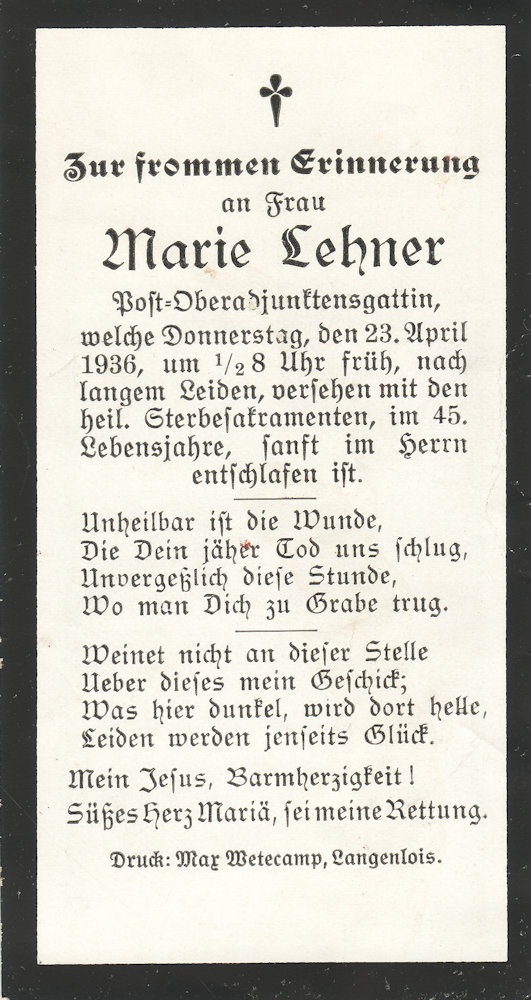 Zur frommen Erinnerung
an Frau
Marie Lehner
Post-Oberadjunktensgattin,
welche Donnerstag, den 23. April
1936, um 1/2 8 Uhr früh, nach
langem Leiden, versehen mit den
heil. Sterbesakramenten, im 45.
Lebensjahre, sanft im Herrn
entschlafen ist.
Unheilbar ist die Wunde,
Die Dein jäher Tod uns schlug,
Unvergeßlich diese Stunde,
Wo man Dich zu Grabe trug.
Weinet nicht an dieser Stelle
Ueber dieses mein Geschick;
Was hier dunkel, wird dort helle,
Leiden werden jenseits Glück.
Mein Jesus, Barmherzigkeit!
Süßes Herz Mariä, sei meine Rettung.
Druck: Max Wetecamp, Langenlois.